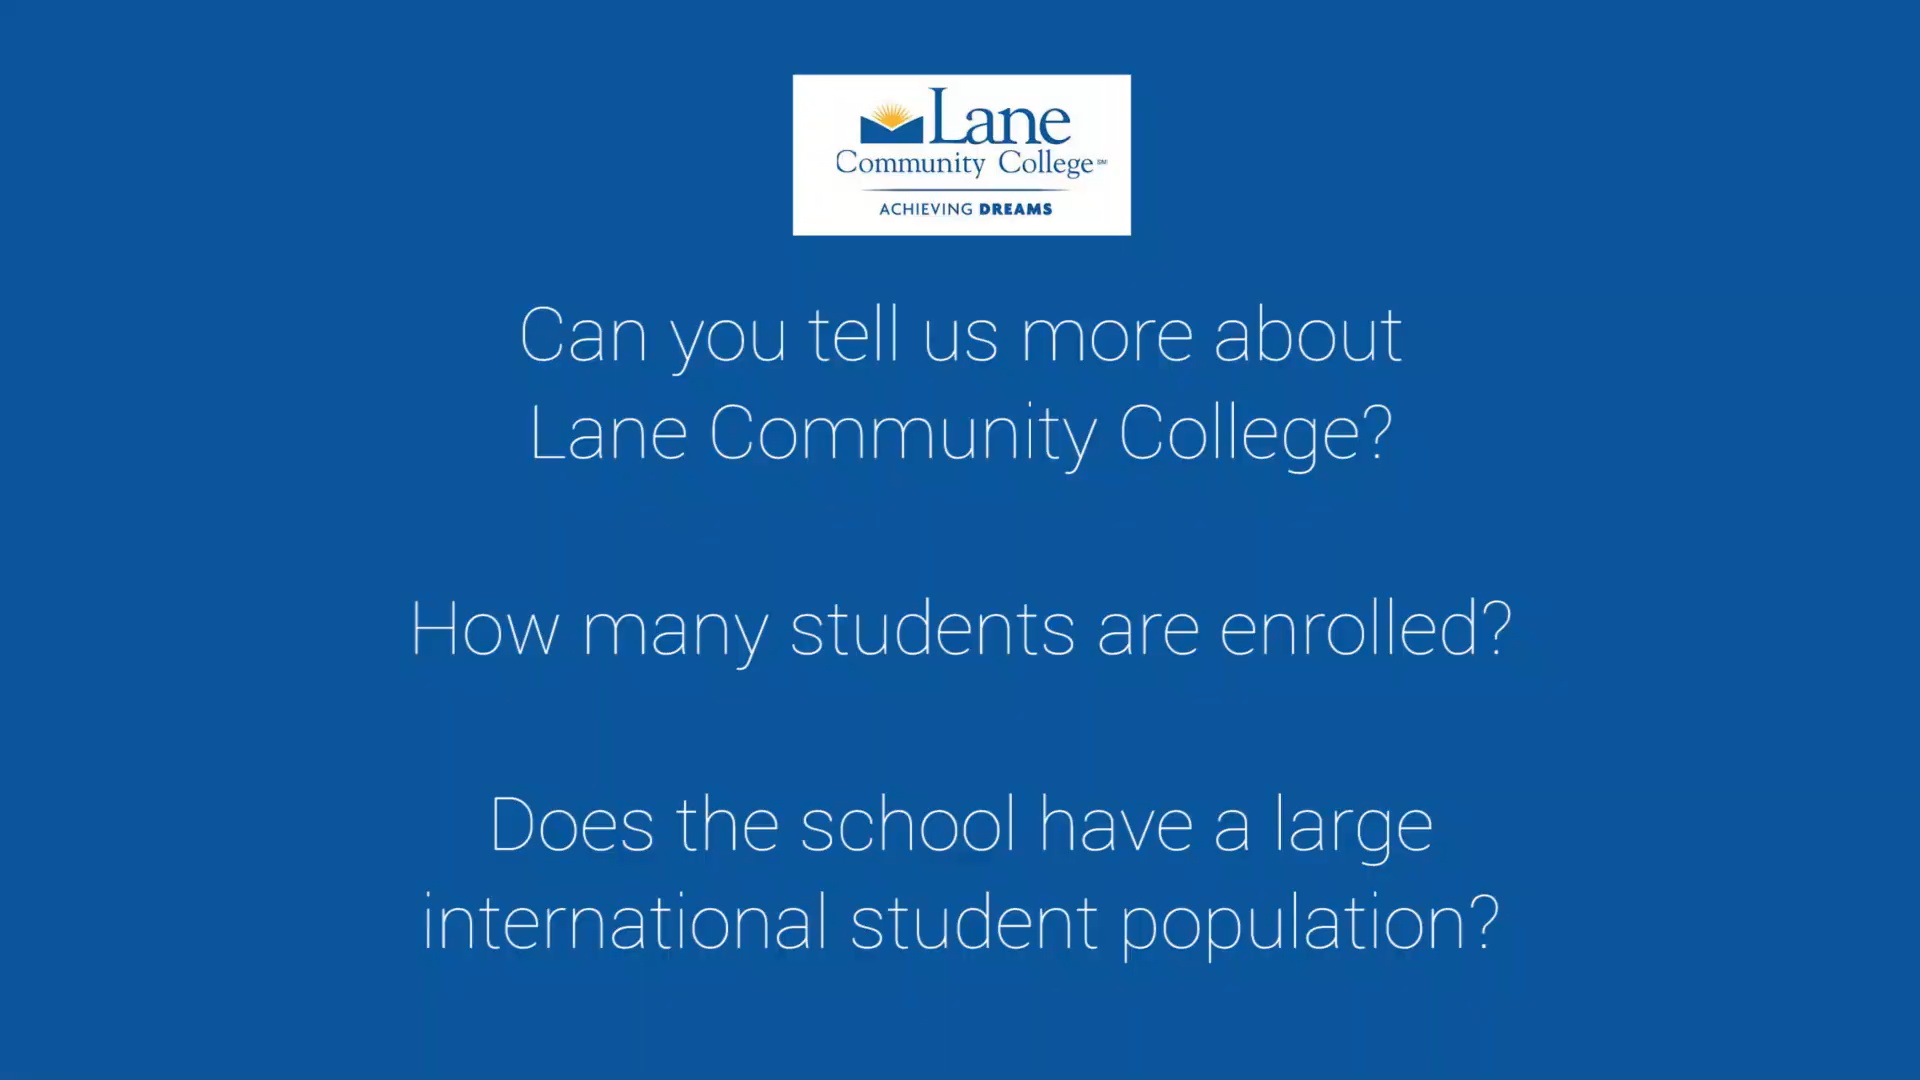 Lane
Community College℠
ACHIEVING DREAMS
Can you tell us more about
Lane Community College?
How many students are enrolled?
Does the school have a large
international student population?